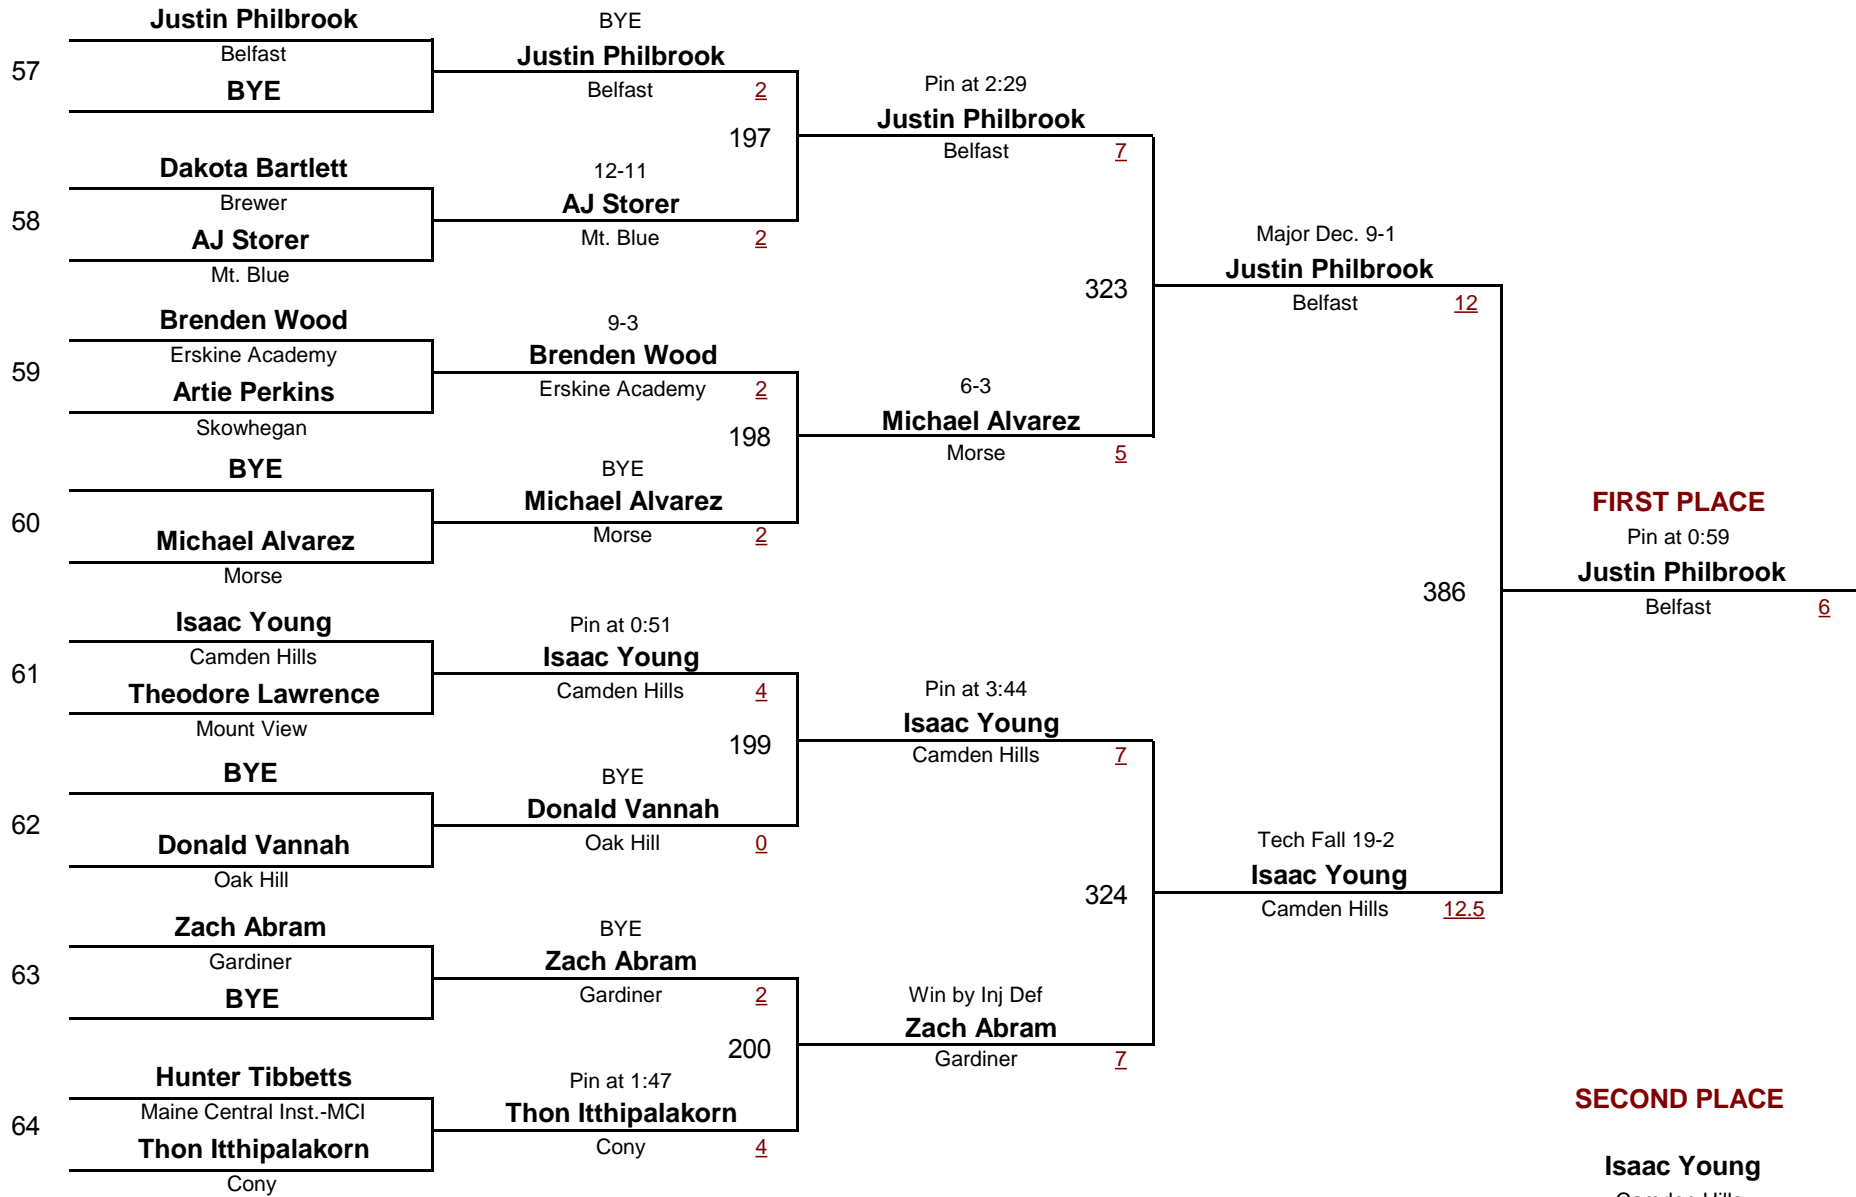 Justin Philbrook
Belfast
57
BYE
Dakota Bartlett
Brewer
58
AJ Storer
Mt. Blue
Brenden Wood
Erskine Academy
59
Artie Perkins
Skowhegan
BYE
60
Michael Alvarez
Morse
Isaac Young
Camden Hills
61
Theodore Lawrence
Mount View
BYE
62
Donald Vannah
Oak Hill
Zach Abram
Gardiner
63
BYE
Hunter Tibbetts
Maine Central Inst.-MCI
64
Thon Itthipalakorn
Cony
BYE
Justin Philbrook
Belfast 2
197
12-11
AJ Storer
Mt. Blue 2
9-3
Brenden Wood
Erskine Academy 2
198
BYE
Michael Alvarez
Morse 2
Pin at 0:51
Isaac Young
Camden Hills 4
199
BYE
Donald Vannah
Oak Hill 0
BYE
Zach Abram
Gardiner 2
200
Pin at 1:47
Thon Itthipalakorn
Cony 4
Pin at 2:29
Justin Philbrook
Belfast 7
323
6-3
Michael Alvarez
Morse 5
Pin at 3:44
Isaac Young
Camden Hills 7
324
Win by Inj Def
Zach Abram
Gardiner 7
Major Dec. 9-1
Justin Philbrook
Belfast 12
386
Tech Fall 19-2
Isaac Young
Camden Hills 12.5
FIRST PLACE
Pin at 0:59
Justin Philbrook
Belfast 6
SECOND PLACE
Isaac Young
Camden Hills